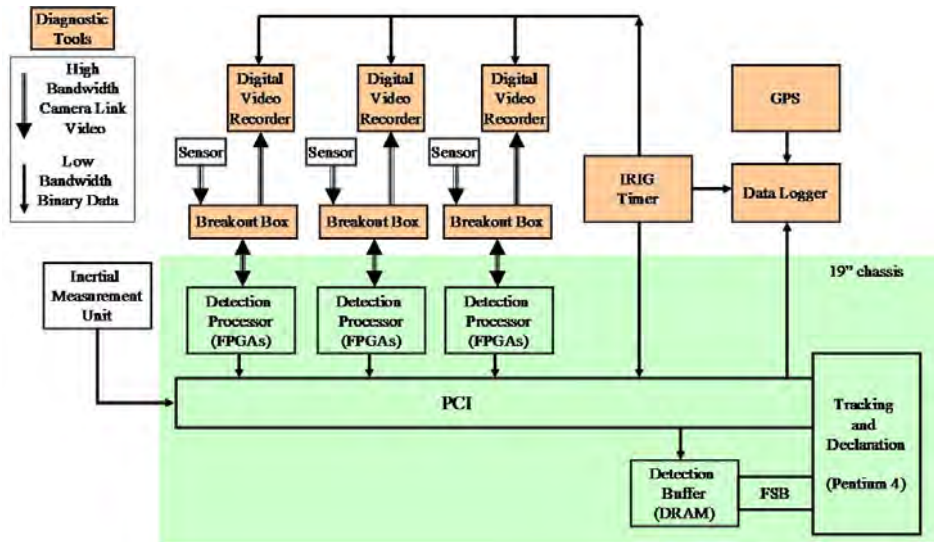 Diagnostic
Tools
High
Bandwidth
Camera Link
Video
Low
Bandwidth
Binary Data
Digital
Video
Recorder
Digital
Video
Recorder
Digital
Video
Recorder
GPS
Sensor
Sensor
Sensor
IRIG
Timer
Data Logger
Breakout Box
Breakout Box
Breakout Box
19" chassis
Inertial
Measurement
Unit
Detection
Processor
(FPGAs)
Detection
Processor
(FPGAs)
Detection
Processor
(FPGAs)
PCI
Tracking
and
Declaration
(Pentium 4)
Detection
Buffer
(DRAM)
FSB